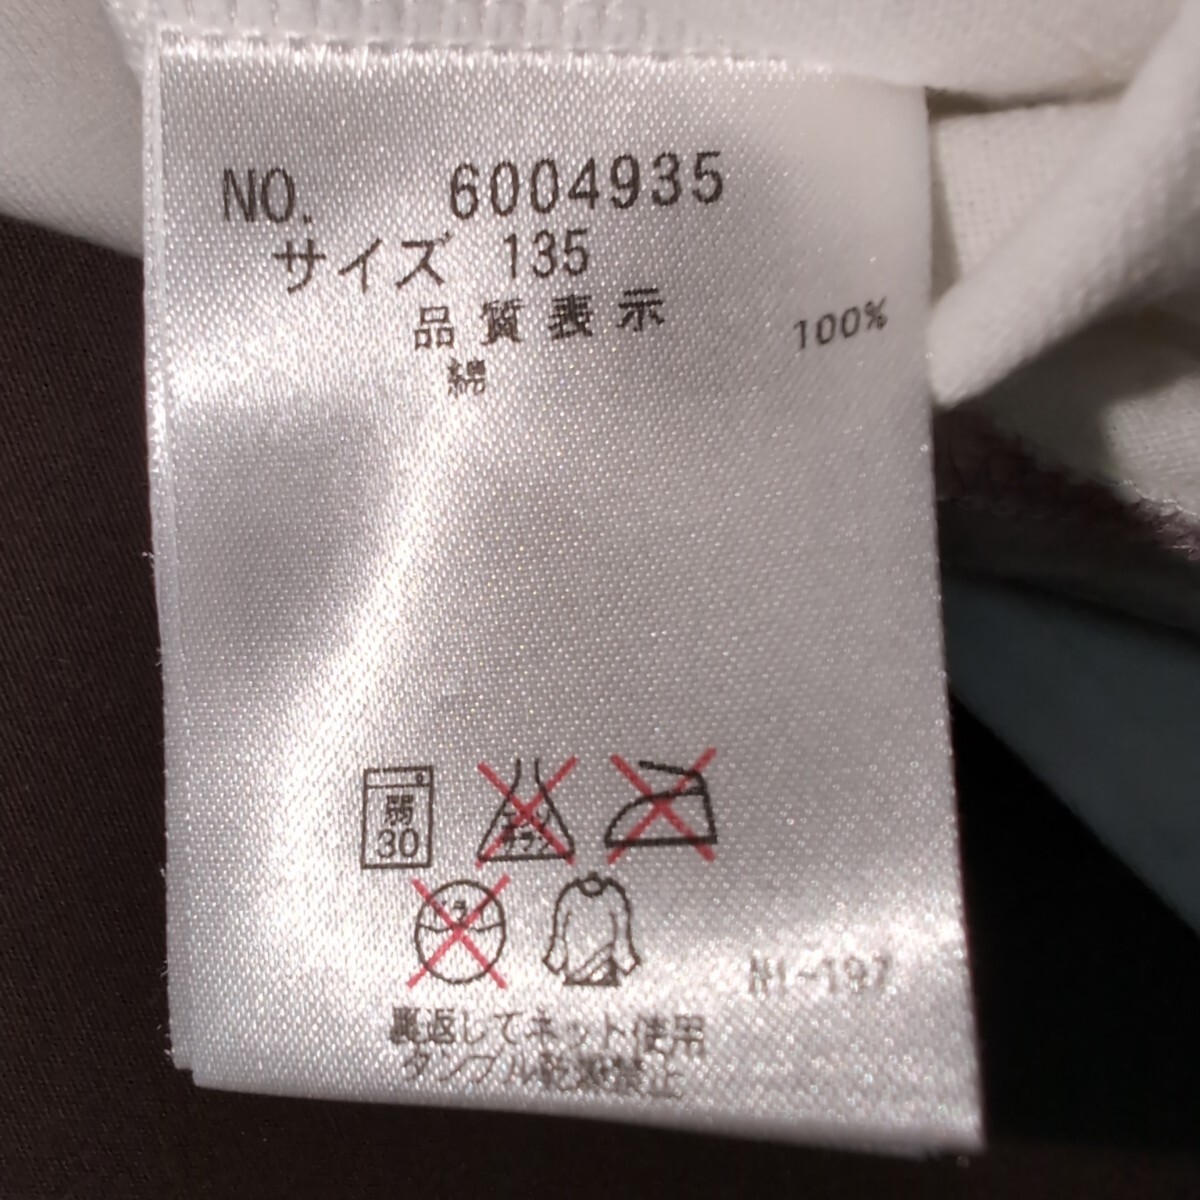 NO. 6004935
サイズ 135
品質表示
綿 100%
弱
30
裏返してネット使用
タンブル乾燥禁止